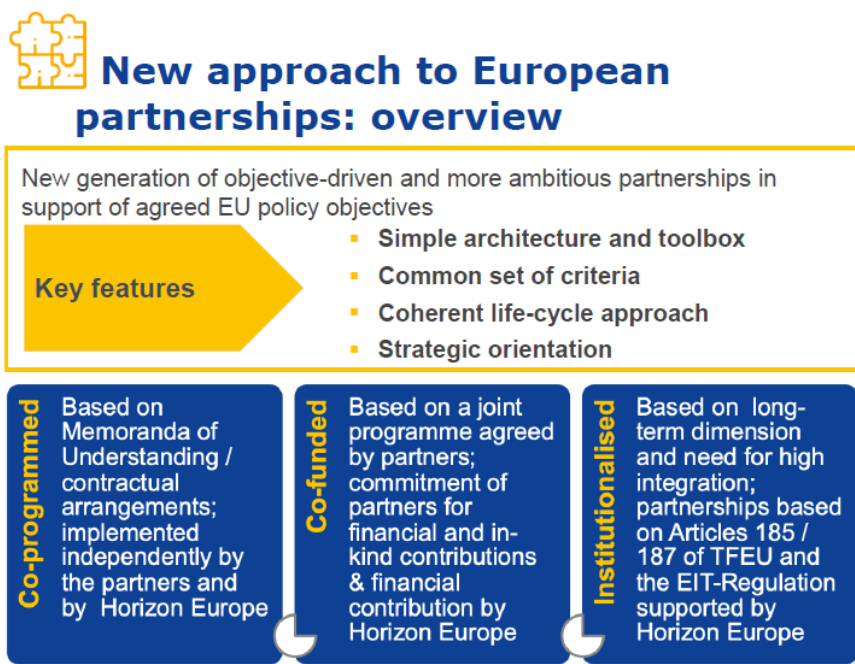 New approach to European
partnerships: overview
New generation of objective-driven and more ambitious partnerships in
support of agreed EU policy objectives
Key features
▪ Simple architecture and toolbox
▪ Common set of criteria
▪ Coherent life-cycle approach
▪ Strategic orientation
Co-programmed
Based on
Memoranda of
Understanding /
contractual
arrangements;
implemented
independently by
the partners and
by Horizon Europe
Co-funded
Based on a joint
programme agreed
by partners;
commitment of
partners for
financial and in-
kind contributions
& financial
contribution by
Horizon Europe
Institutionalised
Based on long-
term dimension
and need for high
integration;
partnerships based
on Articles 185 /
187 of TFEU and
the EIT-Regulation
supported by
Horizon Europe